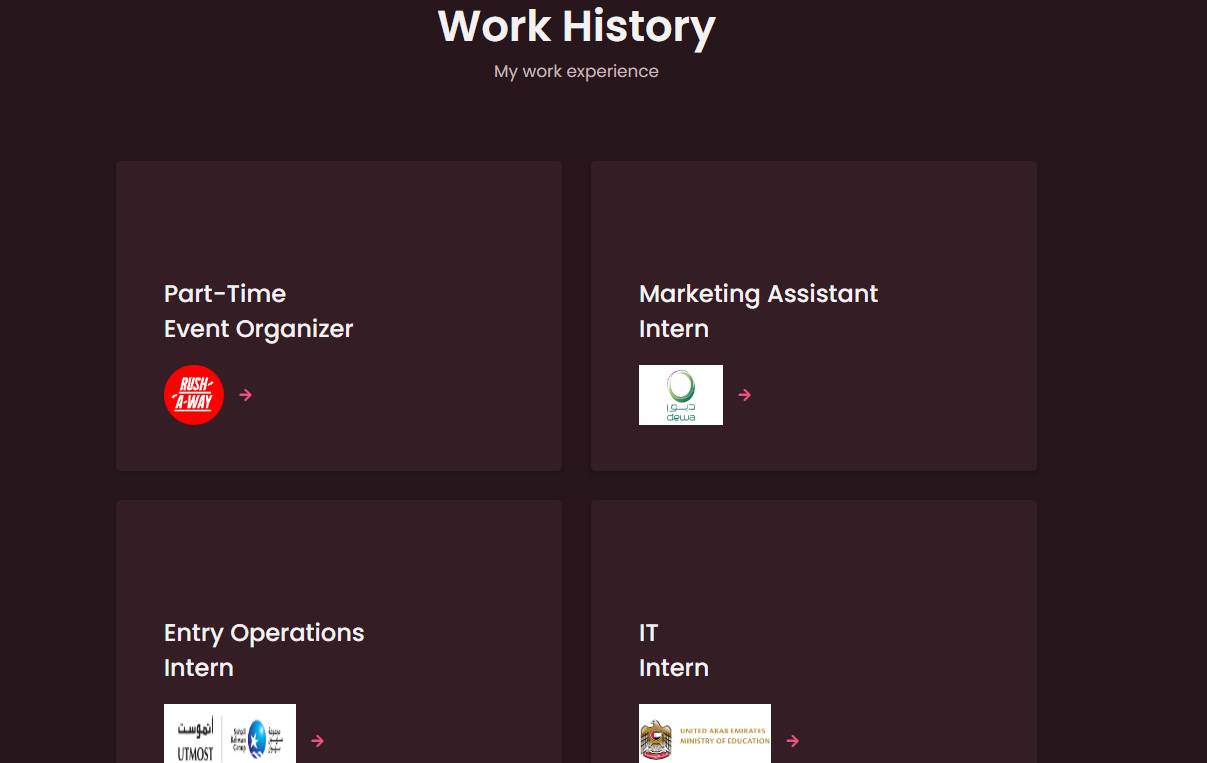 Work History
My work experience
Part-Time
Event Organizer
RUSH
A-WAY
Marketing Assistant
Intern
ديوا
dewa
Entry Operations
Intern
أتموست
UTMOST
Suhail
Bahwan
Group
مجموعة
سهيل
بهوان
IT
Intern
UNITED ARAB EMIRATES
MINISTRY OF EDUCATION